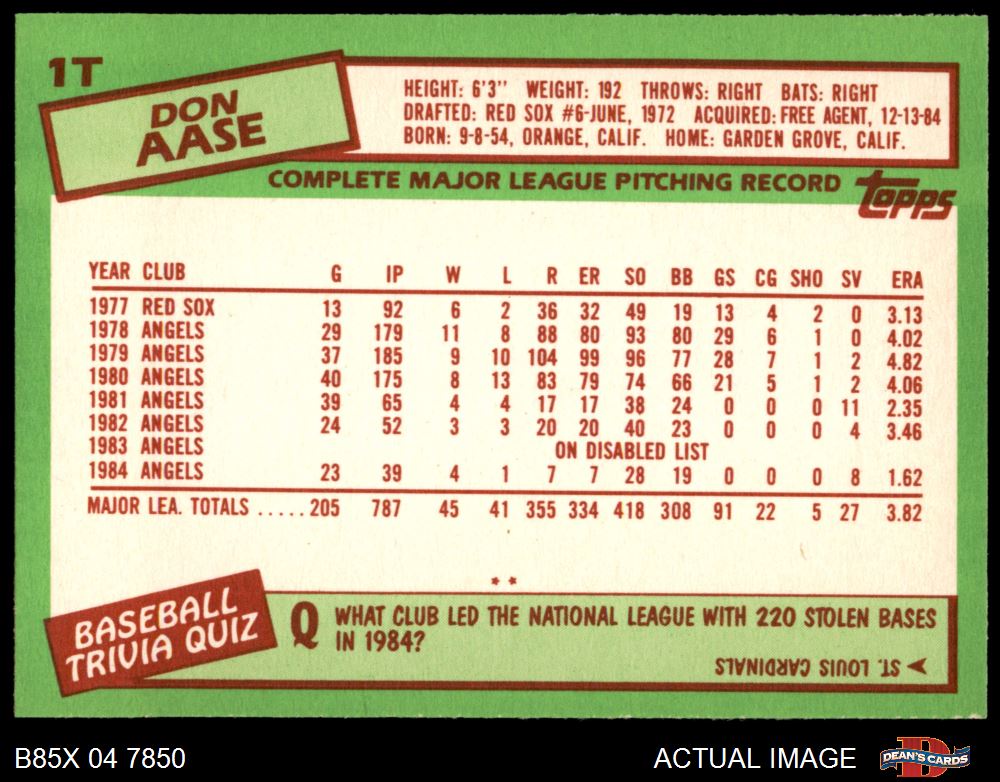 1T
DON
AASE
HEIGHT: 6'3" WEIGHT: 192 THROWS: RIGHT BATS: RIGHT
DRAFTED: RED SOX #6-JUNE, 1972 ACQUIRED: FREE AGENT, 12-13-84
BORN: 9-8-54, ORANGE, CALIF. HOME: GARDEN GROVE, CALIF.
COMPLETE MAJOR LEAGUE PITCHING RECORD
topps
YEAR CLUB G IP W L R ER SO BB GS CG SHO SV ERA
1977 RED SOX 13 92 6 2 36 32 49 19 13 4 2 0 3.13
1978 ANGELS 29 179 11 8 88 80 93 80 29 6 1 0 4.02
1979 ANGELS 37 185 9 10 104 99 96 77 28 7 1 2 4.82
1980 ANGELS 40 175 8 13 83 79 74 66 21 5 1 2 4.06
1981 ANGELS 39 65 4 4 17 17 38 24 0 0 0 11 2.35
1982 ANGELS 24 52 3 3 20 20 40 23 0 0 0 4 3.46
1983 ANGELS ON DISABLED LIST
1984 ANGELS 23 39 4 1 7 7 28 19 0 0 0 8 1.62
MAJOR LEA. TOTALS ..... 205 787 45 41 355 334 418 308 91 22 5 27 3.82
* *
BASEBALL
TRIVIA QUIZ
Q WHAT CLUB LED THE NATIONAL LEAGUE WITH 220 STOLEN BASES
IN 1984?
ST. LOUIS CARDINALS
B85X 04 7850
ACTUAL IMAGE
D
DEAN'S CARDS